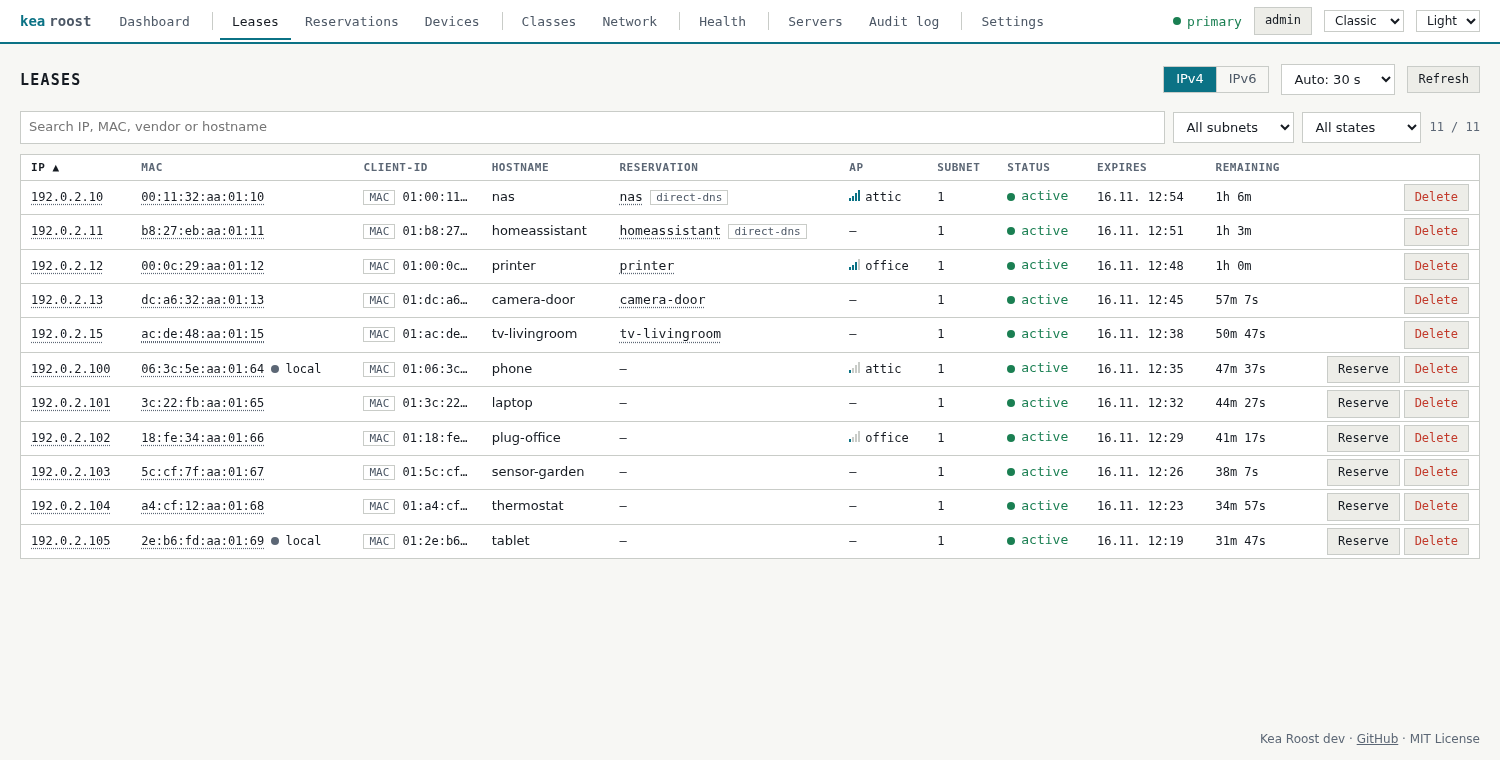 kea roost Dashboard Leases Reservations Devices Classes Network Health Servers Audit log Settings primary admin Classic Light
LEASES IPv4 IPv6 Auto: 30 s Refresh
Search IP, MAC, vendor or hostname All subnets All states 11 / 11
IP ▲ MAC CLIENT-ID HOSTNAME RESERVATION AP SUBNET STATUS EXPIRES REMAINING
192.0.2.10 00:11:32:aa:01:10 MAC 01:00:11… nas nas direct-dns attic 1 active 16.11. 12:54 1h 6m Delete
192.0.2.11 b8:27:eb:aa:01:11 MAC 01:b8:27… homeassistant homeassistant direct-dns – 1 active 16.11. 12:51 1h 3m Delete
192.0.2.12 00:0c:29:aa:01:12 MAC 01:00:0c… printer printer office 1 active 16.11. 12:48 1h 0m Delete
192.0.2.13 dc:a6:32:aa:01:13 MAC 01:dc:a6… camera-door camera-door – 1 active 16.11. 12:45 57m 7s Delete
192.0.2.15 ac:de:48:aa:01:15 MAC 01:ac:de… tv-livingroom tv-livingroom – 1 active 16.11. 12:38 50m 47s Delete
192.0.2.100 06:3c:5e:aa:01:64 local MAC 01:06:3c… phone – attic 1 active 16.11. 12:35 47m 37s Reserve Delete
192.0.2.101 3c:22:fb:aa:01:65 MAC 01:3c:22… laptop – – 1 active 16.11. 12:32 44m 27s Reserve Delete
192.0.2.102 18:fe:34:aa:01:66 MAC 01:18:fe… plug-office – office 1 active 16.11. 12:29 41m 17s Reserve Delete
192.0.2.103 5c:cf:7f:aa:01:67 MAC 01:5c:cf… sensor-garden – – 1 active 16.11. 12:26 38m 7s Reserve Delete
192.0.2.104 a4:cf:12:aa:01:68 MAC 01:a4:cf… thermostat – – 1 active 16.11. 12:23 34m 57s Reserve Delete
192.0.2.105 2e:b6:fd:aa:01:69 local MAC 01:2e:b6… tablet – – 1 active 16.11. 12:19 31m 47s Reserve Delete
Kea Roost dev · GitHub · MIT License